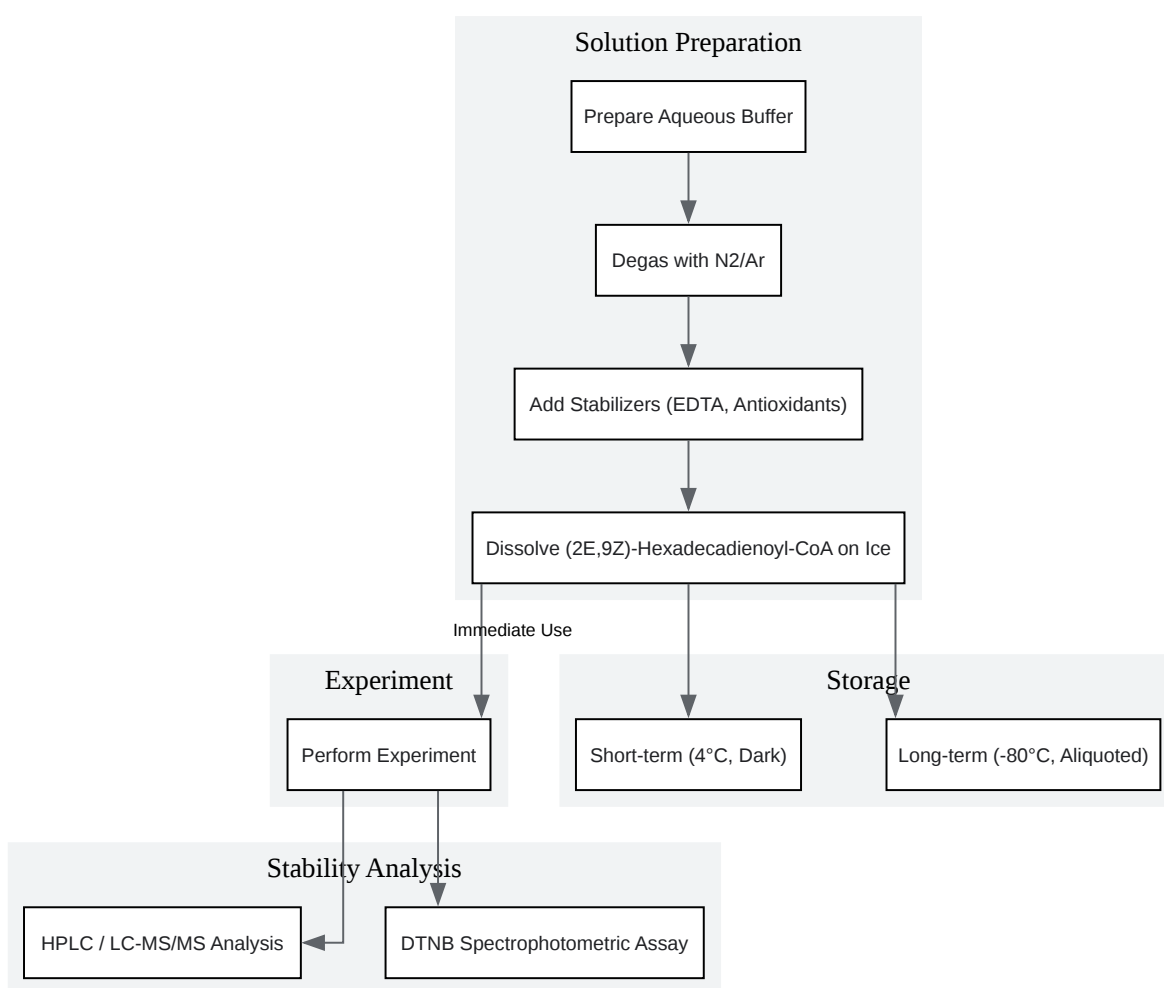 Solution Preparation
Prepare Aqueous Buffer
Degas with N2/Ar
Add Stabilizers (EDTA, Antioxidants)
Dissolve (2E,9Z)-Hexadecadienoyl-CoA on Ice
Immediate Use
Experiment
Storage
Perform Experiment
Short-term (4°C, Dark)
Long-term (-80°C, Aliquoted)
Stability Analysis
HPLC / LC-MS/MS Analysis
DTNB Spectrophotometric Assay